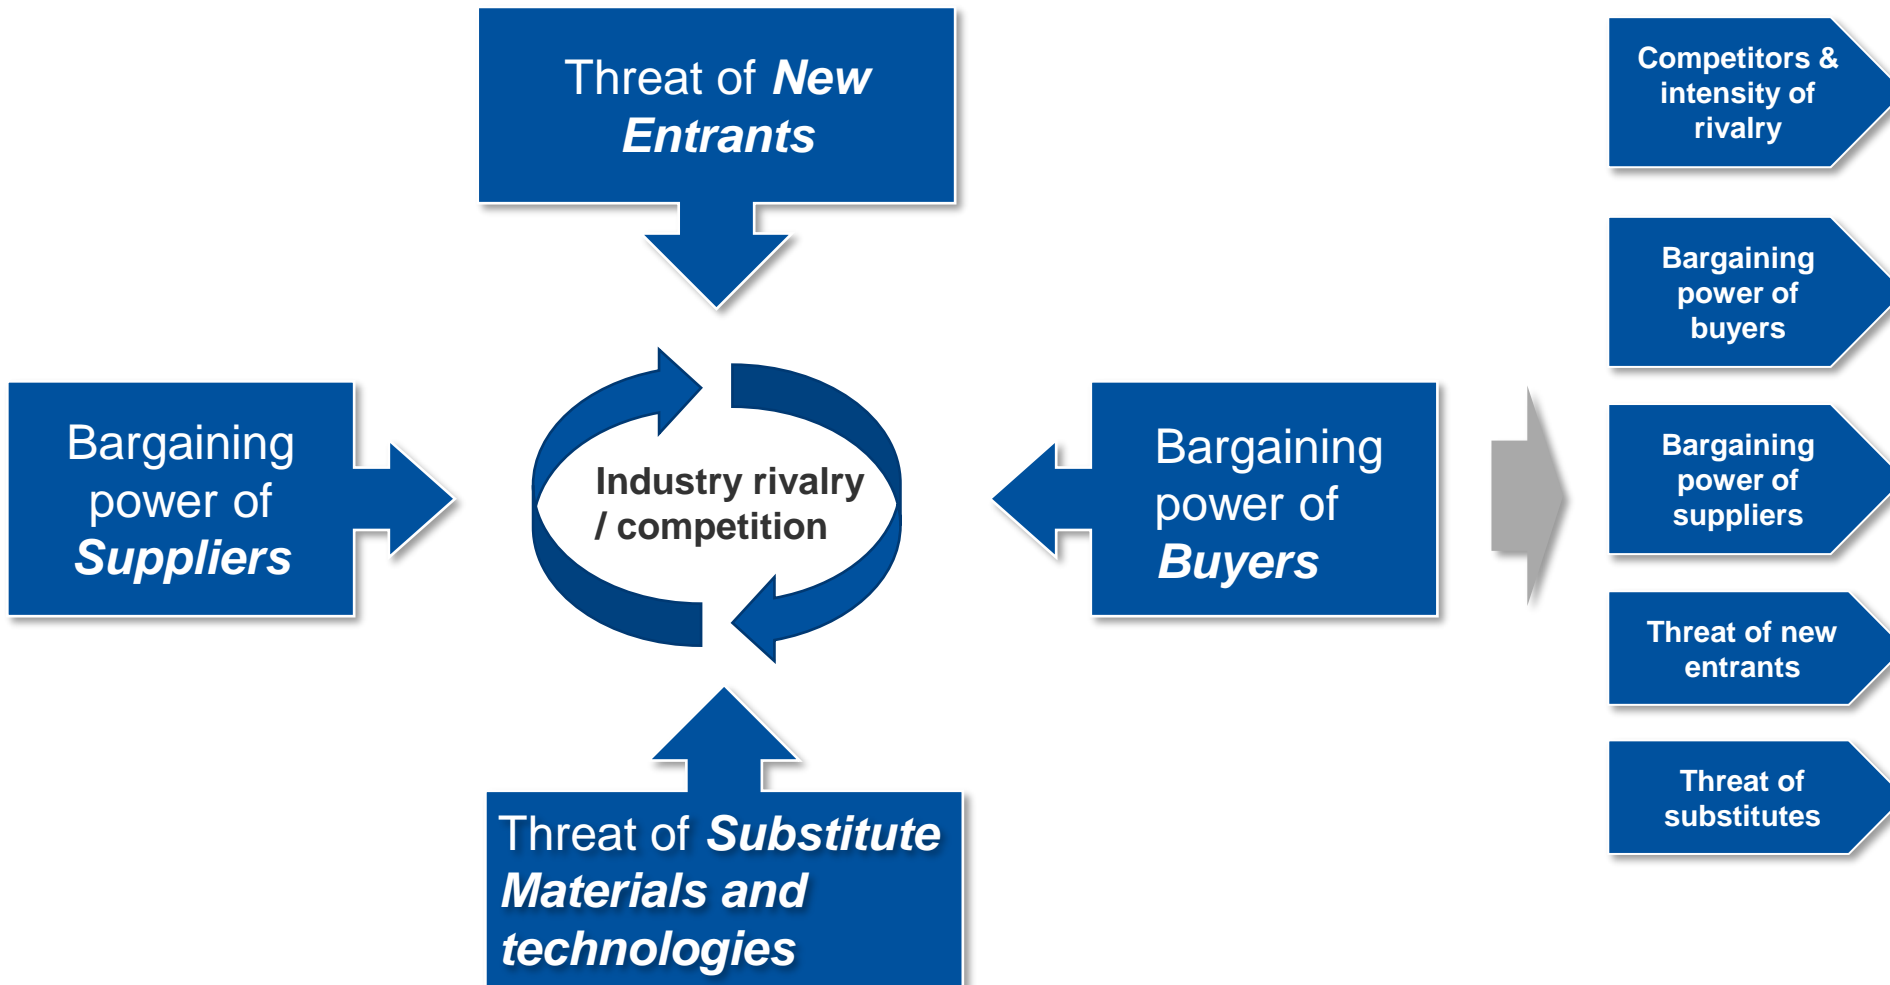 Threat of New
Entrants
Bargaining
power of
Suppliers
Industry rivalry
/ competition
Bargaining
power of
Buyers
Threat of Substitute
Materials and
technologies
Competitors &
intensity of
rivalry
Bargaining
power of
buyers
Bargaining
power of
suppliers
Threat of new
entrants
Threat of
substitutes